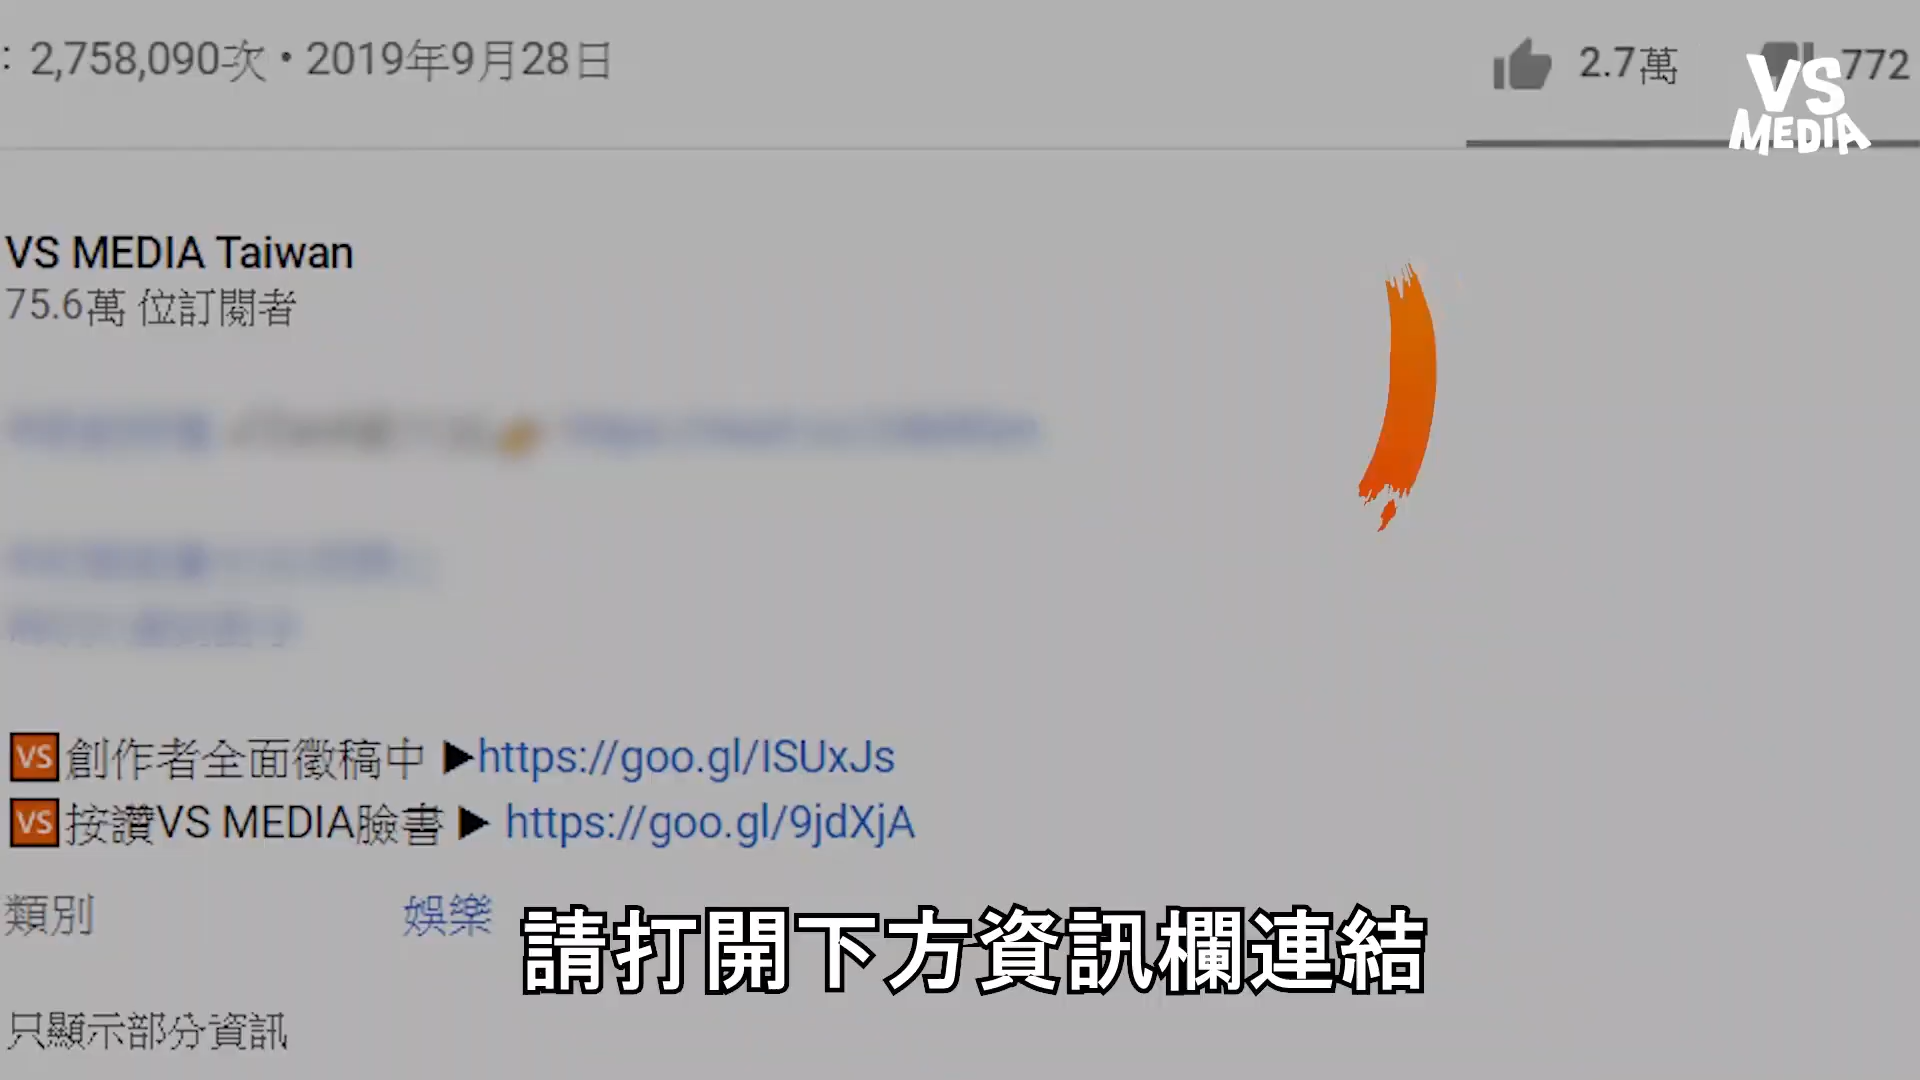 : 2,758,090次 • 2019年9月28日
2.7萬
772
VS
MEDIA
VS MEDIA Taiwan
75.6萬 位訂閱者
VS創作者全面徵稿中 ▶https://goo.gl/ISUxJs
VS按讚VS MEDIA臉書 ▶ https://goo.gl/9jdXjA
類別 娛樂
請打開下方資訊欄連結
只顯示部分資訊